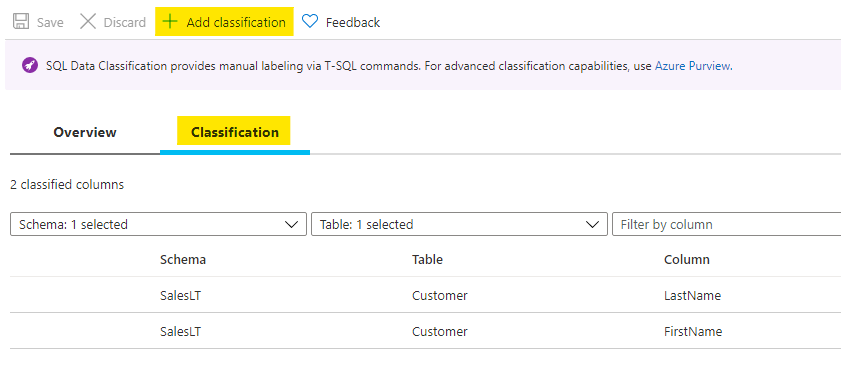 Save Discard Add classification Feedback
SQL Data Classification provides manual labeling via T-SQL commands. For advanced classification capabilities, use Azure Purview.
Overview Classification
2 classified columns
Schema: 1 selected Table: 1 selected Filter by column
Schema Table Column
SalesLT Customer LastName
SalesLT Customer FirstName